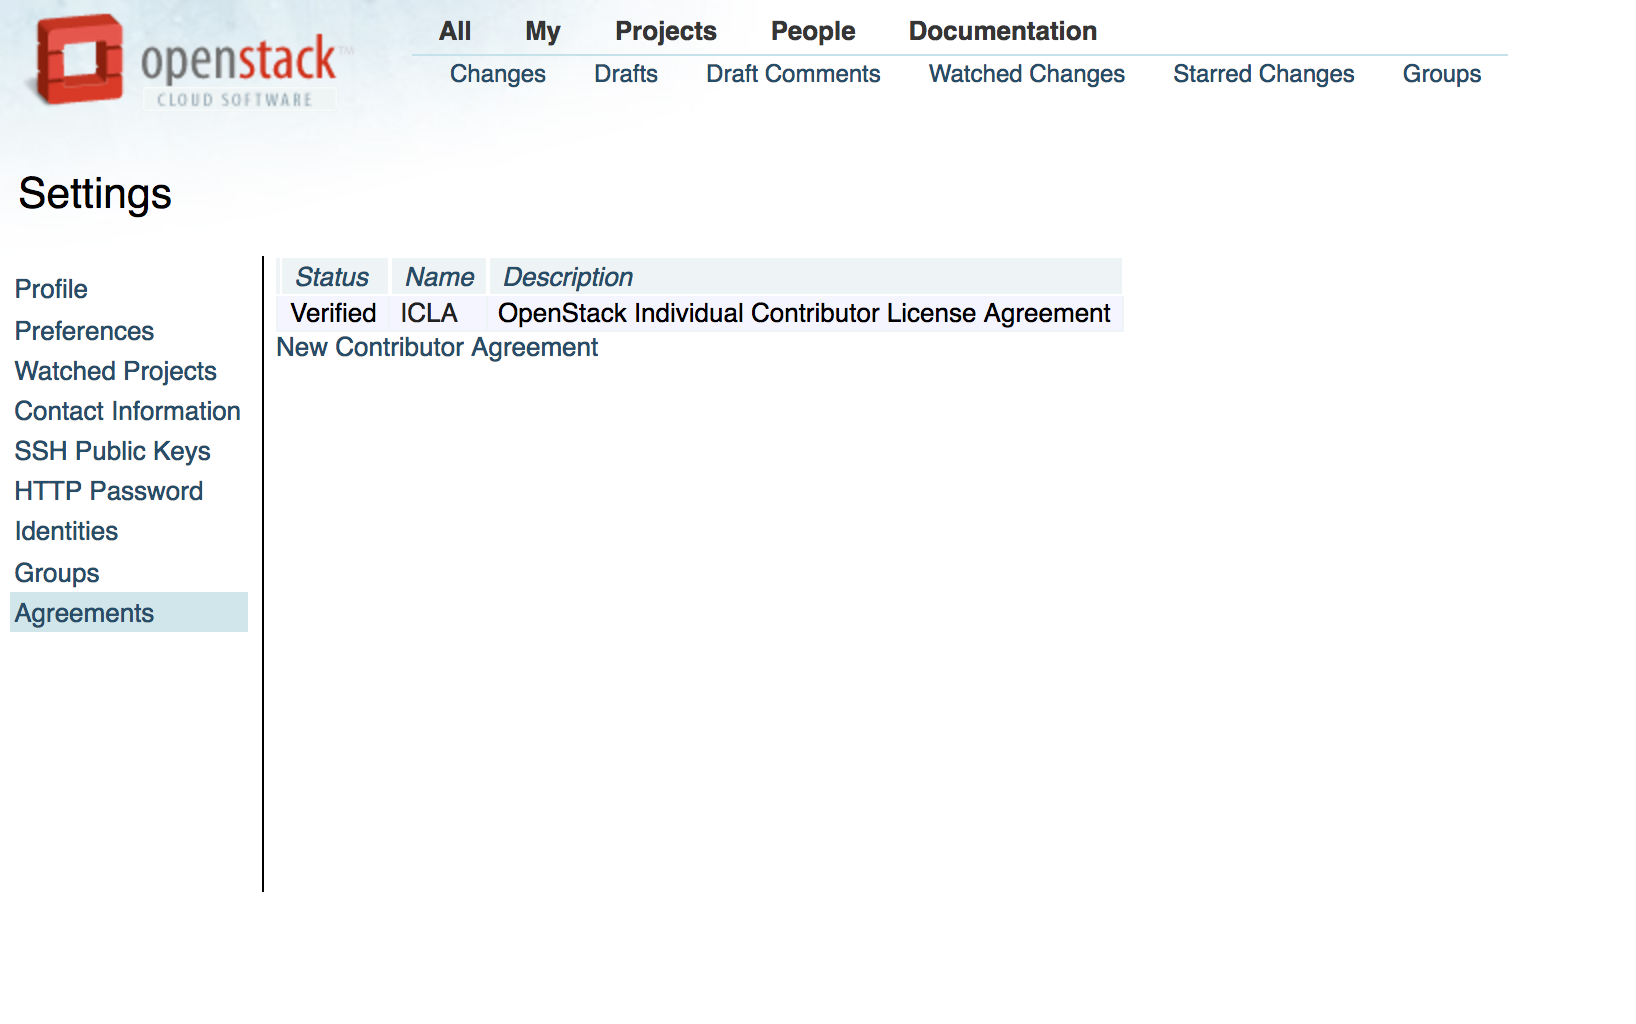 openstack™
CLOUD SOFTWARE
All My Projects People Documentation
Changes Drafts Draft Comments Watched Changes Starred Changes Groups
Settings
Profile
Preferences
Watched Projects
Contact Information
SSH Public Keys
HTTP Password
Identities
Groups
Agreements
Status Name Description
Verified ICLA OpenStack Individual Contributor License Agreement
New Contributor Agreement